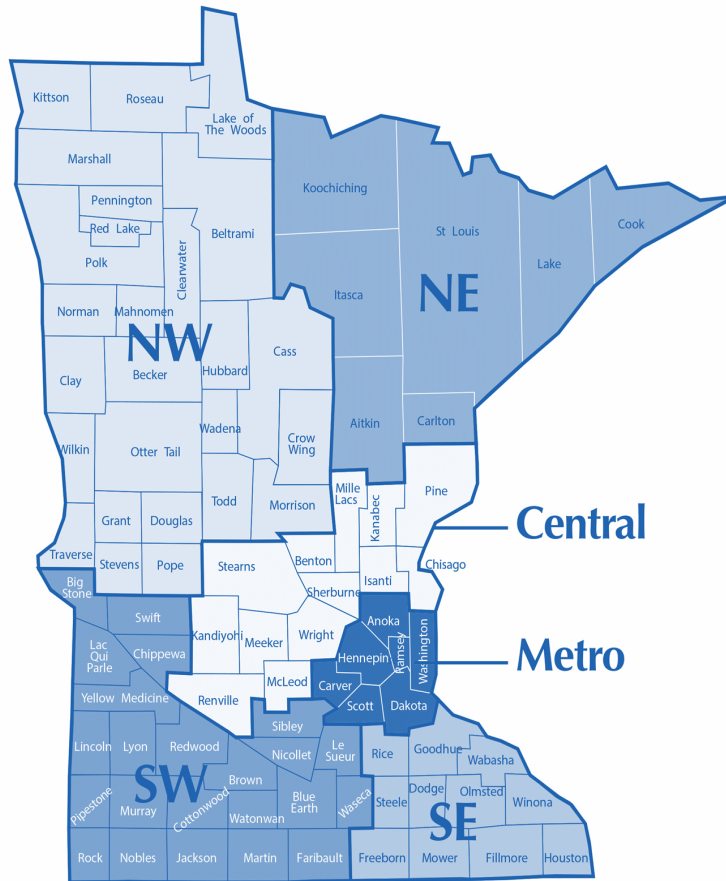 Kittson
Roseau
Lake of
The Woods
Marshall
Koochiching
Pennington
Red Lake
Beltrami
St Louis
Cook
Clearwater
Polk
Lake
Itasca
NE
Norman
Mahnomen
NW
Cass
Hubbard
Becker
Clay
Aitkin
Carlton
Wadena
Crow
Wing
Wilkin
Otter Tail
Mille
Lacs
Pine
Todd
Morrison
Kanabec
Grant
Douglas
Central
Traverse
Stevens
Pope
Stearns
Benton
Chisago
Isanti
Big
Stone
Sherburne
Swift
Anoka
Kandiyohi
Meeker
Wright
Ramsey
Washington
Lac
Qui
Parle
Chippewa
Hennepin
Metro
McLeod
Carver
Yellow Medicine
Renville
Scott
Dakota
Sibley
Lincoln
Lyon
Redwood
Nicollet
Le
Sueur
Rice
Goodhue
Wabasha
SW
Brown
Dodge
Olmsted
Pipestone
Murray
Cottonwood
Watonwan
Blue
Earth
Waseca
Steele
SE
Winona
Rock
Nobles
Jackson
Martin
Faribault
Freeborn
Mower
Fillmore
Houston